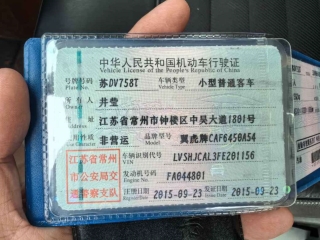 中华人民共和国机动车行驶证
Vehicle License of the People's Republic of China
号牌号码 苏DV758T 车辆类型 小型普通客车
Plate No. Vehicle Type
所有人 井莹
Owner
住址 江苏省常州市钟楼区中吴大道1801号
Address
使用性质 非营运 品牌型号 翼虎牌CAF6450A54
Use Character Model
江苏省常州市公安局交通警察支队
车辆识别代号 LVSHJCAL3FE201156
VIN
发动机号码 FA044801
Engine No.
注册日期 2015-09-23 发证日期 2015-09-23
Register Date Issue Date